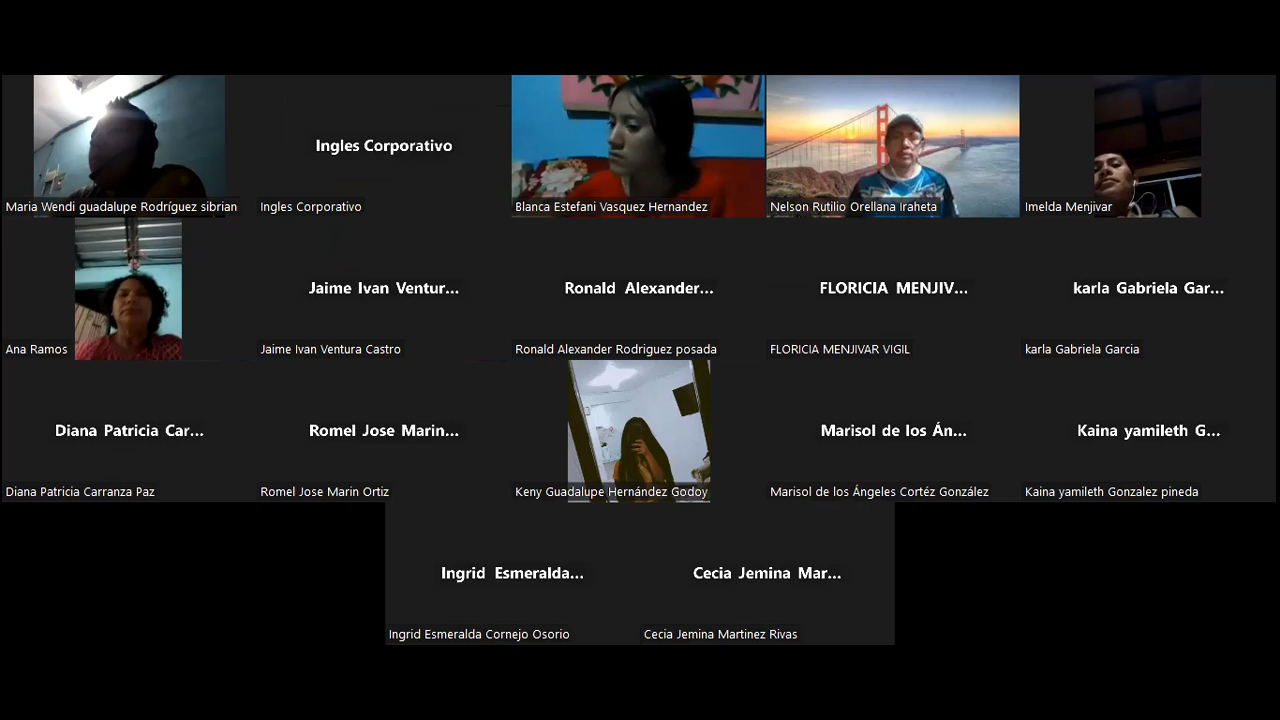 Maria Wendi guadalupe Rodríguez sibrian
Ingles Corporativo
Ingles Corporativo
Blanca Estefani Vasquez Hernandez
Nelson Rutilio Orellana Iraheta
Imelda Menjivar
Ana Ramos
Jaime Ivan Ventur...
Jaime Ivan Ventura Castro
Ronald Alexander...
Ronald Alexander Rodriguez posada
FLORICIA MENJIV...
FLORICIA MENJIVAR VIGIL
karla Gabriela Gar...
karla Gabriela Garcia
Diana Patricia Car...
Diana Patricia Carranza Paz
Romel Jose Marin...
Romel Jose Marin Ortiz
Keny Guadalupe Hernández Godoy
Marisol de los Án...
Marisol de los Ángeles Cortéz González
Kaina yamileth G...
Kaina yamileth Gonzalez pineda
Ingrid Esmeralda...
Ingrid Esmeralda Cornejo Osorio
Cecia Jemina Mar...
Cecia Jemina Martinez Rivas